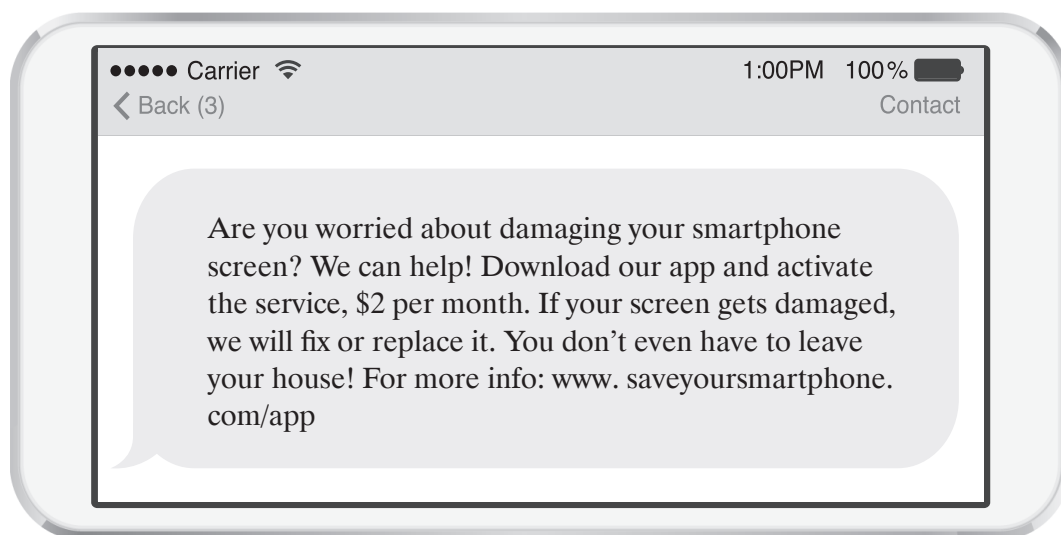 ●●●●● Carrier 1:00PM 100%
Back (3) Contact
Are you worried about damaging your smartphone
screen? We can help! Download our app and activate
the service, $2 per month. If your screen gets damaged,
we will fix or replace it. You don’t even have to leave
your house! For more info: www. saveyoursmartphone.
com/app